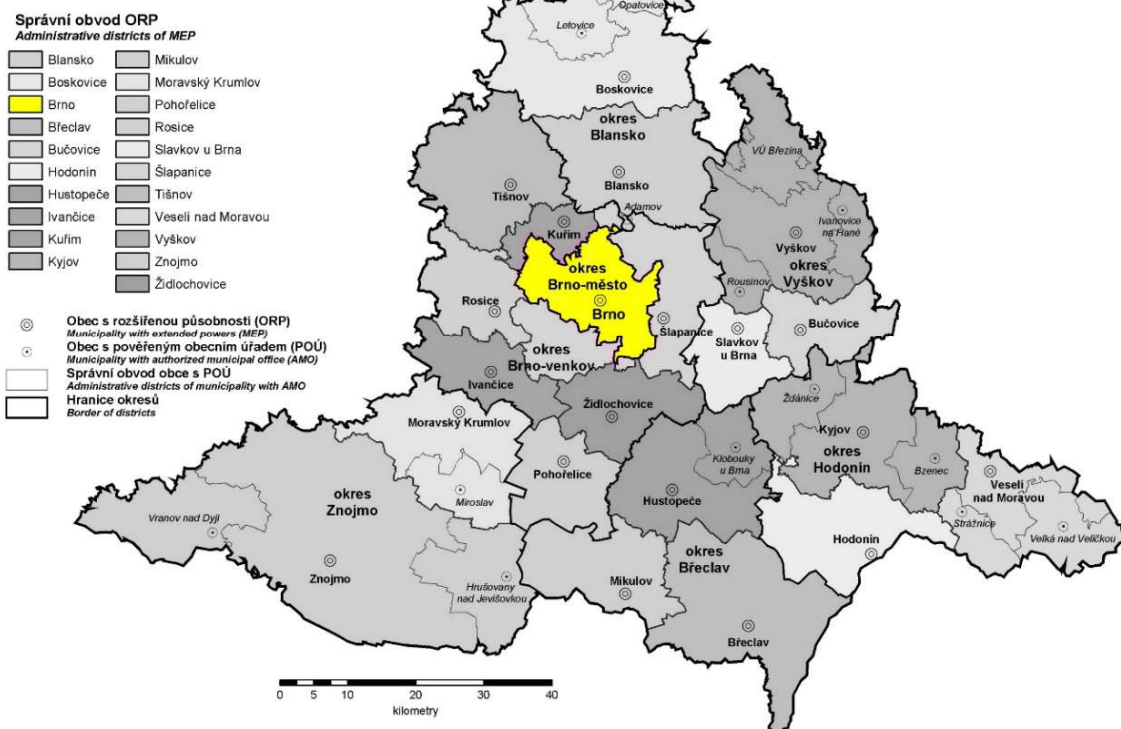 Správní obvod ORP
Administrative districts of MEP
Blansko
Boskovice
Brno
Břeclav
Bučovice
Hodonín
Hustopeče
Ivančice
Kuřim
Kyjov
Mikulov
Moravský Krumlov
Pohořelice
Rosice
Slavkov u Brna
Šlapanice
Tišnov
Veselí nad Moravou
Vyškov
Znojmo
Židlochovice
Obec s rozšířenou působnosti (ORP)
Municipality with extended powers (MEP)
Obec s pověřeným obecním úřadem (POÚ)
Municipality with authorized municipal office (AMO)
Správní obvod obce s POÚ
Administrative districts of municipality with AMO
Hranice okresů
Border of districts
Opatovice
Letovice
Boskovice
okres
Blansko
Blansko
Adamov
Tišnov
Kuřim
VÚ Březina
Ivanovice
na Hané
Vyškov
okres
Vyškov
Rousínov
okres
Brno-město
Brno
Rosice
Šlapanice
Slavkov
u Brna
Bučovice
okres
Brno-venkov
Ivančice
Židlochovice
Ždánice
Moravský Krumlov
Kyjov
okres
Hodonín
Bzenec
Klobouky
u Brna
Pohořelice
Hustopeče
Miroslav
Veselí
nad Moravou
Strážnice
Velká nad Veličkou
okres
Znojmo
Vranov nad Dyjí
Znojmo
Hrušovany
nad Jevišovkou
Mikulov
okres
Břeclav
Hodonín
Břeclav
0 5 10 20 30 40
kilometry